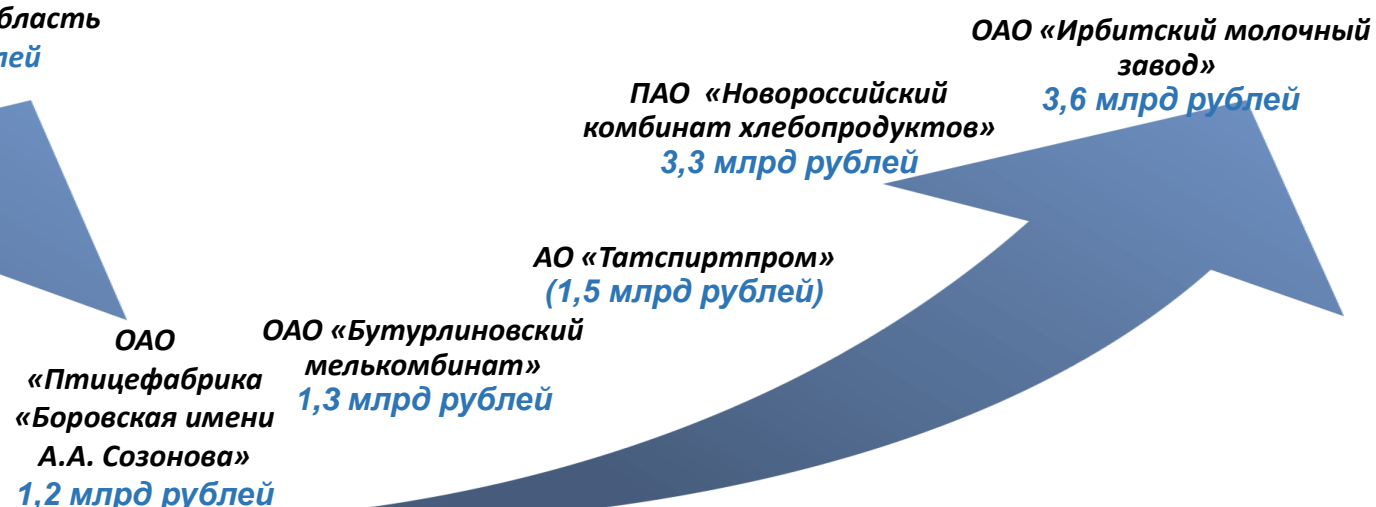 ОАО «Ирбитский молочный
завод»
3,6 млрд рублей
ПАО «Новороссийский
комбинат хлебопродуктов»
3,3 млрд рублей
АО «Татспиртпром»
(1,5 млрд рублей)
ОАО «Бутурлиновский
мелькомбинат»
1,3 млрд рублей
ОАО
«Птицефабрика
«Боровская имени
А.А. Созонова»
1,2 млрд рублей